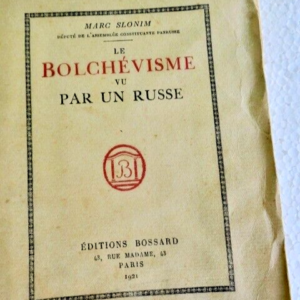 MARC SLONIM
DÉPUTÉ DE L'ASSEMBLÉE CONSTITUANTE PANRUSSE
LE
BOLCHÉVISME
VU
PAR UN RUSSE
B
ÉDITIONS BOSSARD
43, RUE MADAME, 43
PARIS
1921